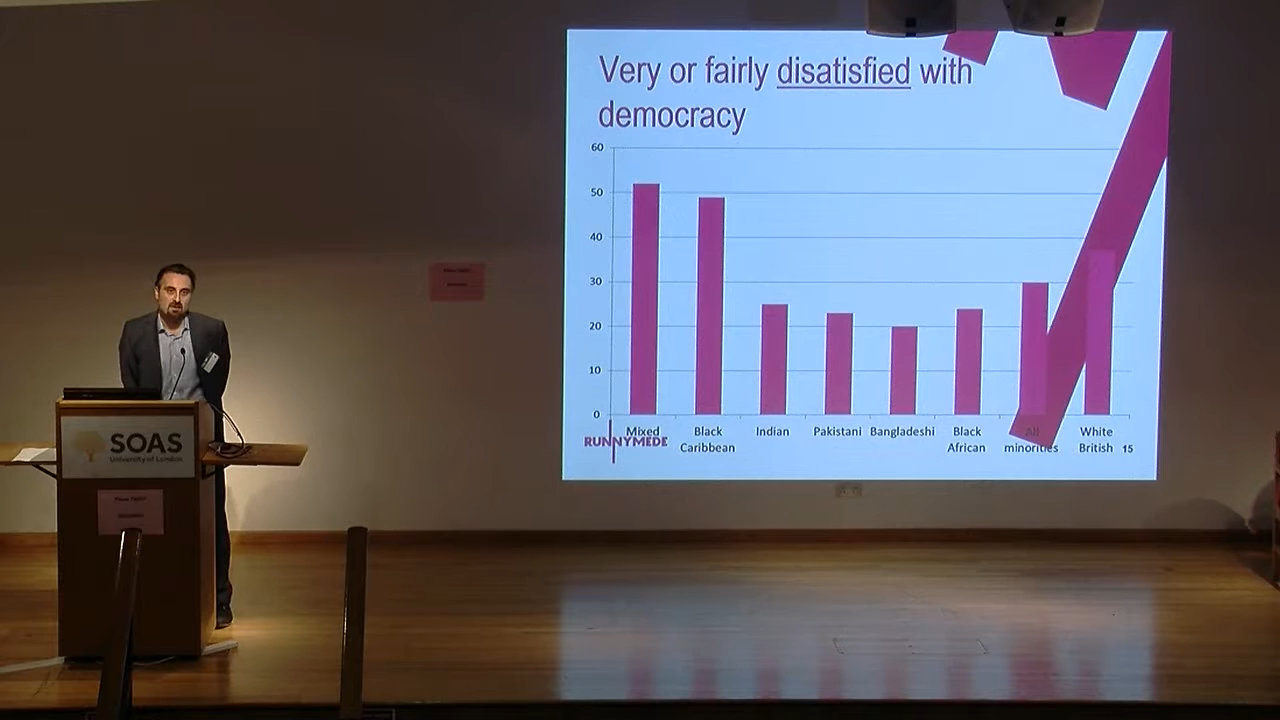 Very or fairly disatisfied with
democracy
60
50
40
30
20
10
0
Mixed
Black
Caribbean
Indian
Pakistani
Bangladeshi
Black
African
All
minorities
White
British
15
RUNNYMEDE
SOAS
University of London